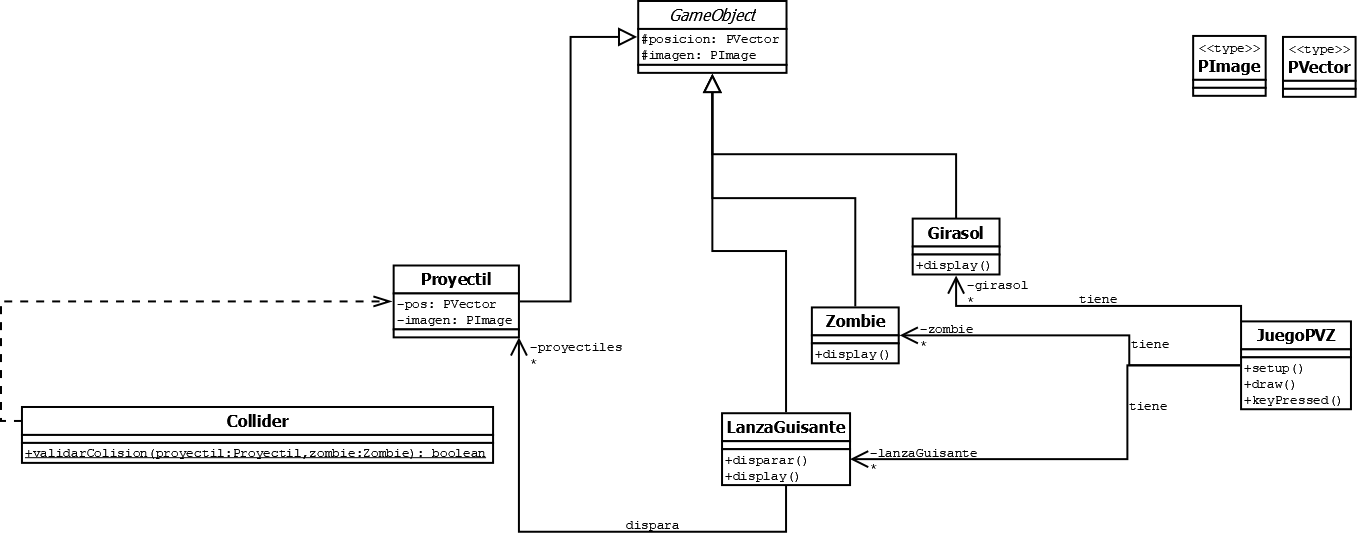 GameObject
#posicion: PVector
#imagen: PImage
<<type>>
PImage
<<type>>
PVector
Girasol
+display()
Proyectil
-pos: PVector
-imagen: PImage
-girasol
*
tiene
Zombie
+display()
-zombie
*
tiene
JuegoPVZ
+setup()
+draw()
+keyPressed()
-proyectiles
*
tiene
Collider
+validarColision(proyectil:Proyectil,zombie:Zombie): boolean
LanzaGuisante
+disparar()
+display()
-lanzaGuisante
*
dispara